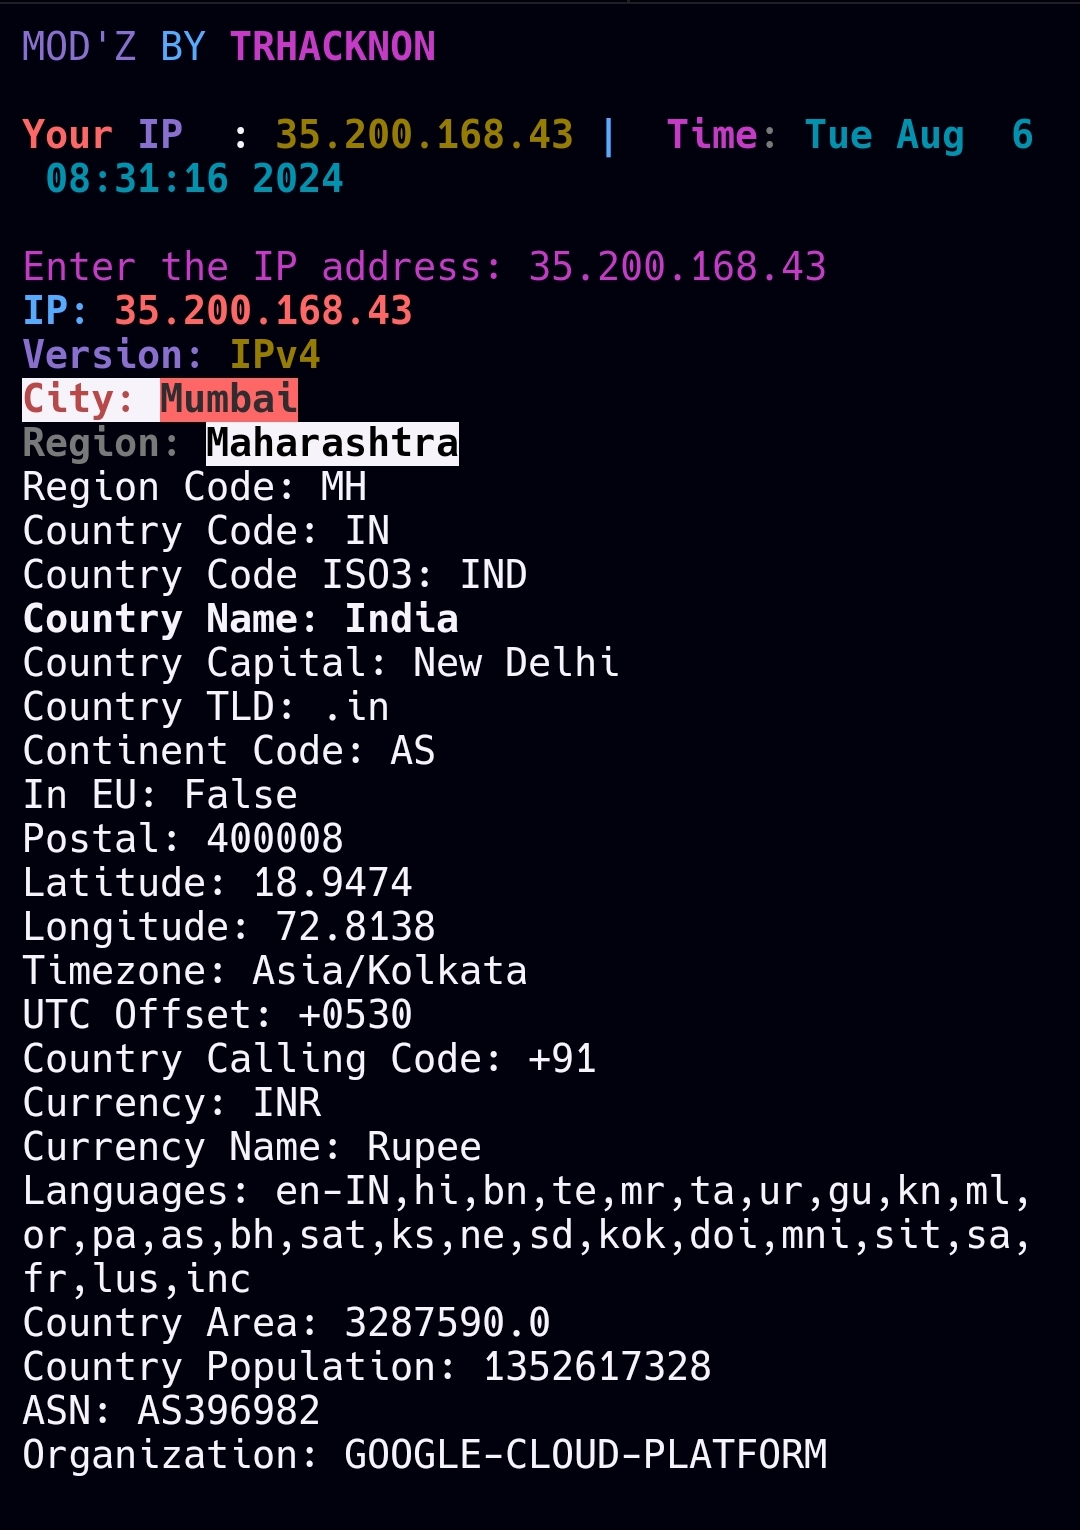 MOD'Z BY TRHACKNON
Your IP  : 35.200.168.43 |  Time: Tue Aug  6
08:31:16 2024
Enter the IP address: 35.200.168.43
IP: 35.200.168.43
Version: IPv4
City: Mumbai
Region: Maharashtra
Region Code: MH
Country Code: IN
Country Code ISO3: IND
Country Name: India
Country Capital: New Delhi
Country TLD: .in
Continent Code: AS
In EU: False
Postal: 400008
Latitude: 18.9474
Longitude: 72.8138
Timezone: Asia/Kolkata
UTC Offset: +0530
Country Calling Code: +91
Currency: INR
Currency Name: Rupee
Languages: en-IN,hi,bn,te,mr,ta,ur,gu,kn,ml,
or,pa,as,bh,sat,ks,ne,sd,kok,doi,mni,sit,sa,
fr,lus,inc
Country Area: 3287590.0
Country Population: 1352617328
ASN: AS396982
Organization: GOOGLE-CLOUD-PLATFORM